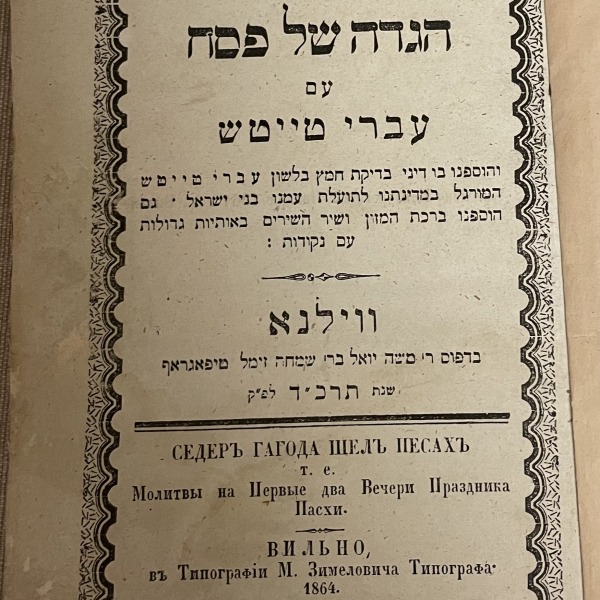 הגדה של פסח
עם
עברי טייטש
והוספנו בו דיני בדיקת חמץ בלשון עברי טייטש
המורגל במדינתנו לתועלת עמנו בני ישראל ׳ גם
הוספנו ברכת המזון ושיר השירים באותיות גדולות
עם נקודות :
ווילנא
בדפוס ר׳ משה יואל בר׳ שמחה זימל טיפאגראף
שנת תרכ״ד לפ״ק
СЕДЕРЪ ГАГОДА ШЕЛЪ ПЕСАХЪ
т. е.
Молитвы на Первые два Вечери Праздника
Пасхи.
ВИЛЬНО,
въ Типографіи М. Зимеловича Типографа·
1864.